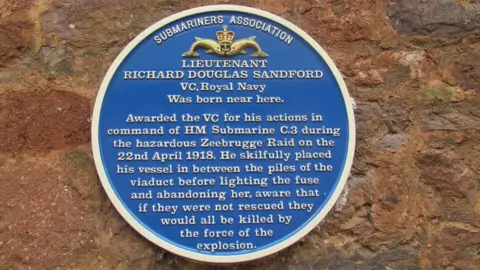 SUBMARINERS ASSOCIATION
LIEUTENANT
RICHARD DOUGLAS SANDFORD
VC, Royal Navy
Was born near here.
Awarded the VC for his actions in
command of HM Submarine C.3 during
the hazardous Zeebrugge Raid on the
22nd April 1918. He skilfully placed
his vessel in between the piles of the
viaduct before lighting the fuse
and abandoning her, aware that
if they were not rescued they
would all be killed by
the force of the
explosion.